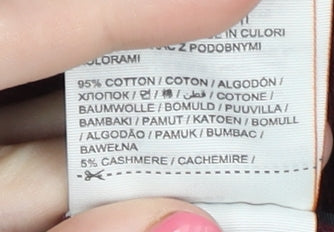 IN CULORI
Z PODOBNYMI
KOLORAMI
95% COTTON / COTON / ALGODÓN /
ХЛОПОК / 면 / 棉 / قطن / COTONE /
BAUMWOLLE / BOMULD / PUUVILLA /
BAMBAKI / PAMUT / KATOEN / BOMULL
/ ALGODÃO / PAMUK / BUMBAC /
BAWEŁNA
5% CASHMERE / CACHEMIRE /